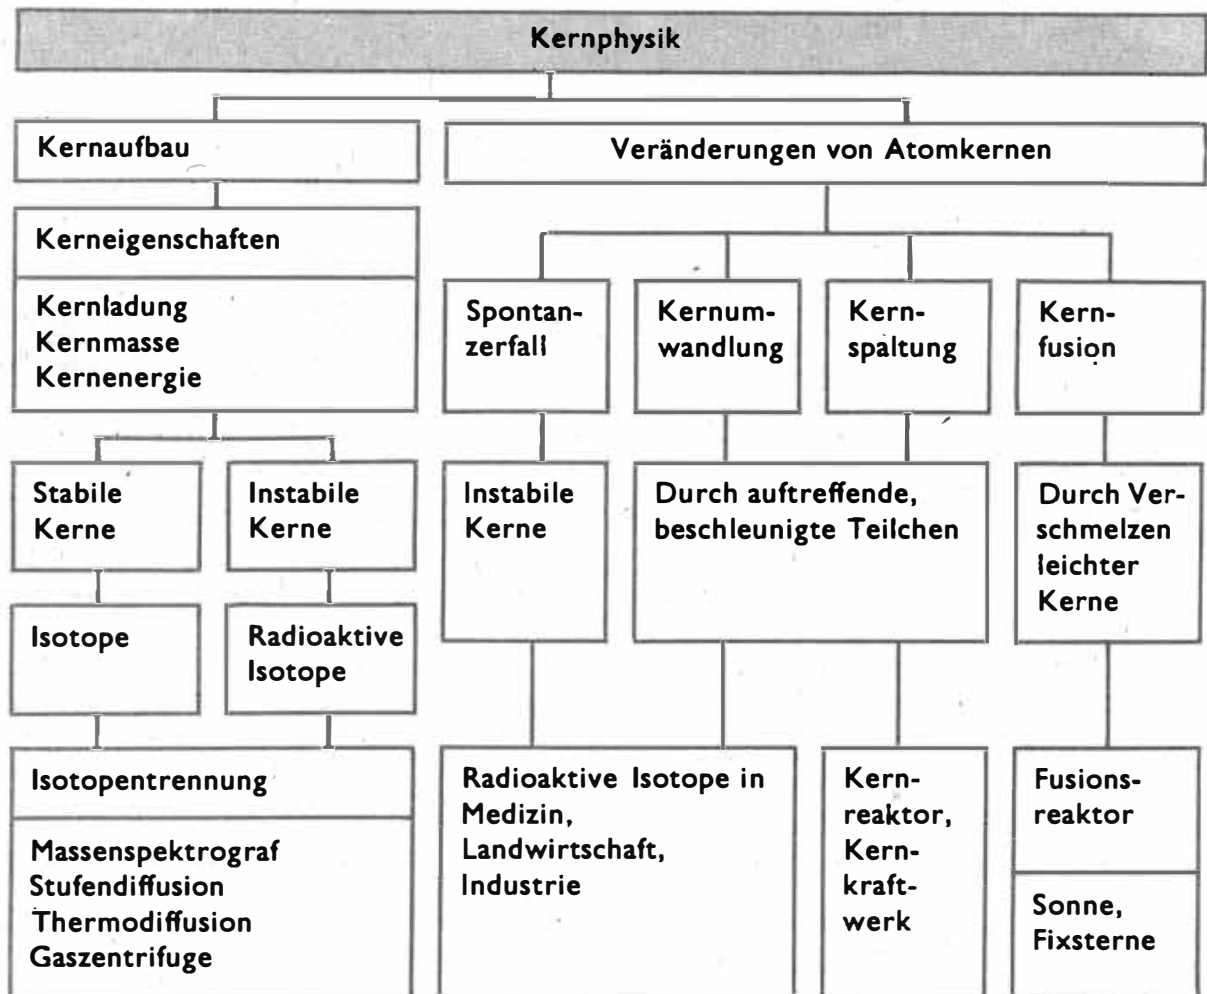 Kernphysik
Kernaufbau
Veränderungen von Atomkernen
Kerneigenschaften
Kernladung
Kernmasse
Kernenergie
Spontan-
zerfall
Kernum-
wandlung
Kern-
spaltung
Kern-
fusion
Stabile
Kerne
Instabile
Kerne
Instabile
Kerne
Durch auftreffende,
beschleunigte Teilchen
Durch Ver-
schmelzen
leichter
Kerne
Isotope
Radioaktive
Isotope
Isotopentrennung
Massenspektrograf
Stufendiffusion
Thermodiffusion
Gaszentrifuge
Radioaktive Isotope in
Medizin,
Landwirtschaft,
Industrie
Kern-
reaktor,
Kern-
kraft-
werk
Fusions-
reaktor
Sonne,
Fixsterne